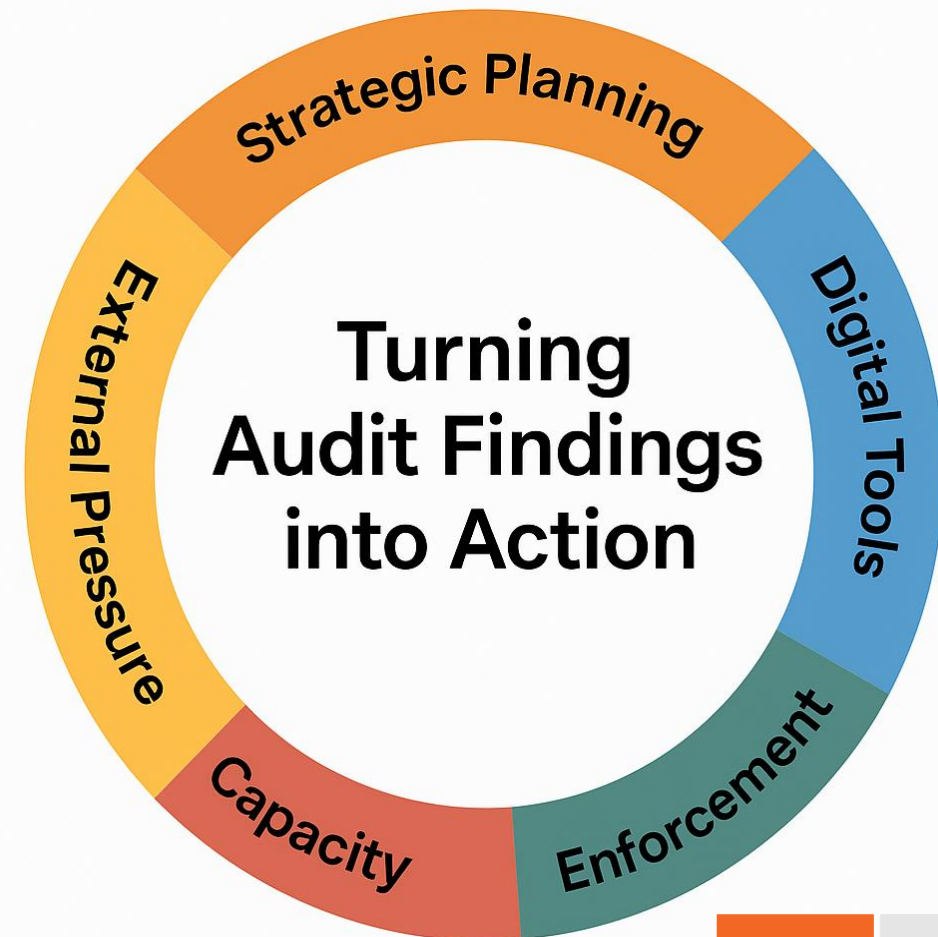 Strategic Planning
Digital Tools
Enforcement
Capacity
External Pressure
Turning
Audit Findings
into Action